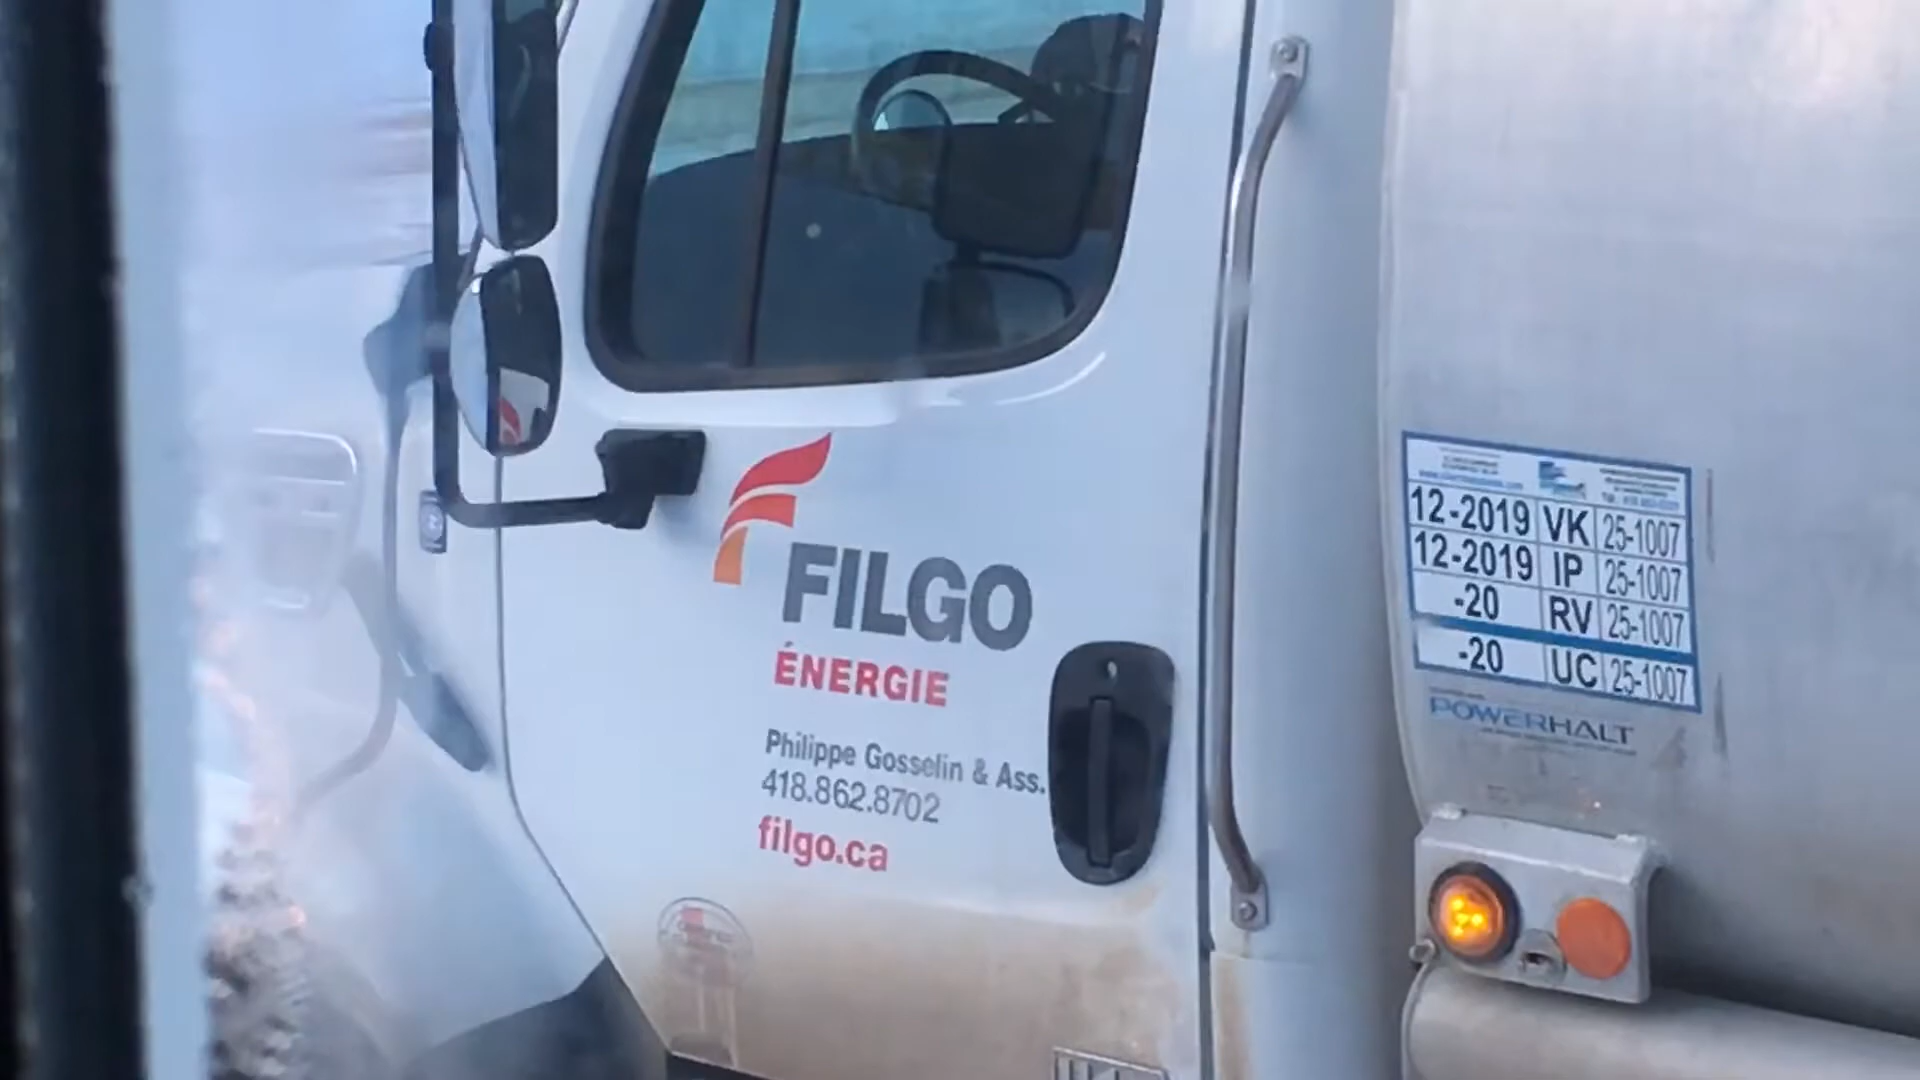 FILGO
ÉNERGIE
Philippe Gosselin & Ass.
418.862.8702
filgo.ca
12-2019 VK 25-1007
12-2019 IP 25-1007
-20 RV 25-1007
-20 UC 25-1007
POWERHALT